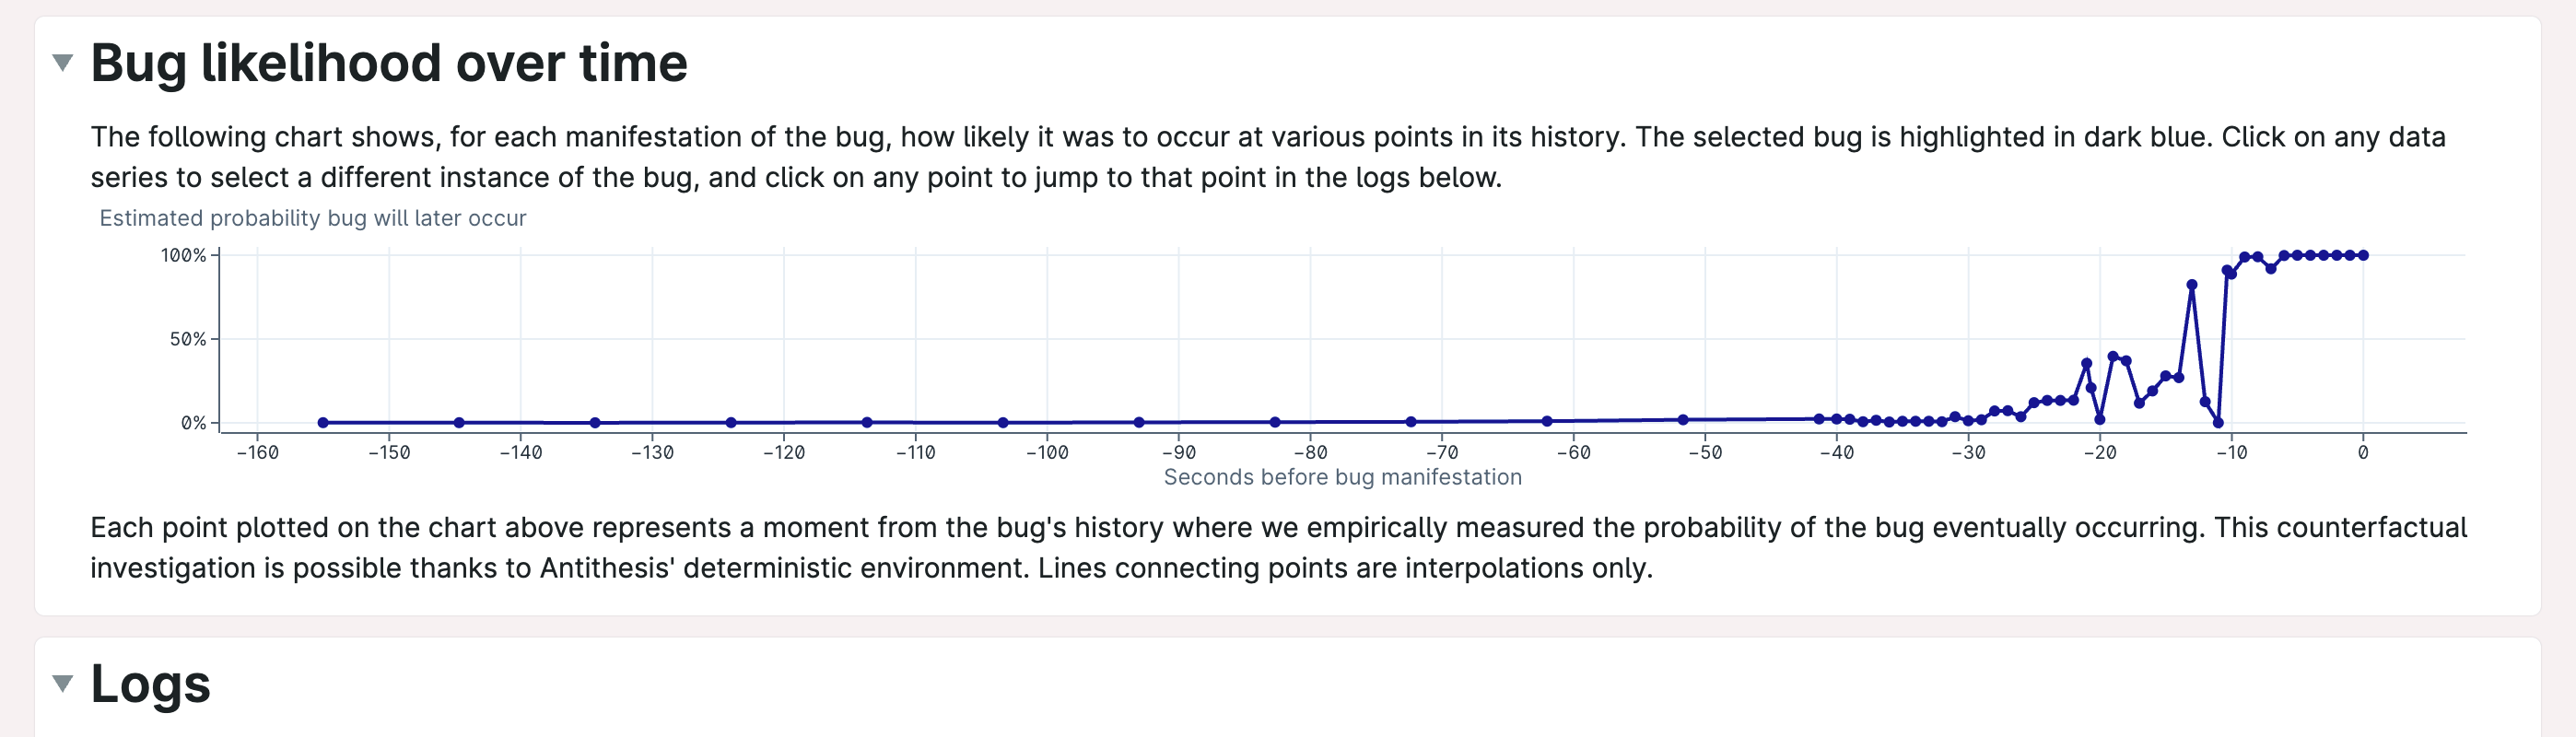 Bug likelihood over time
The following chart shows, for each manifestation of the bug, how likely it was to occur at various points in its history. The selected bug is highlighted in dark blue. Click on any data
series to select a different instance of the bug, and click on any point to jump to that point in the logs below.
Estimated probability bug will later occur
100%
50%
0%
−160 −150 −140 −130 −120 −110 −100 −90 −80 −70 −60 −50 −40 −30 −20 −10 0
Seconds before bug manifestation
Each point plotted on the chart above represents a moment from the bug's history where we empirically measured the probability of the bug eventually occurring. This counterfactual
investigation is possible thanks to Antithesis' deterministic environment. Lines connecting points are interpolations only.
Logs